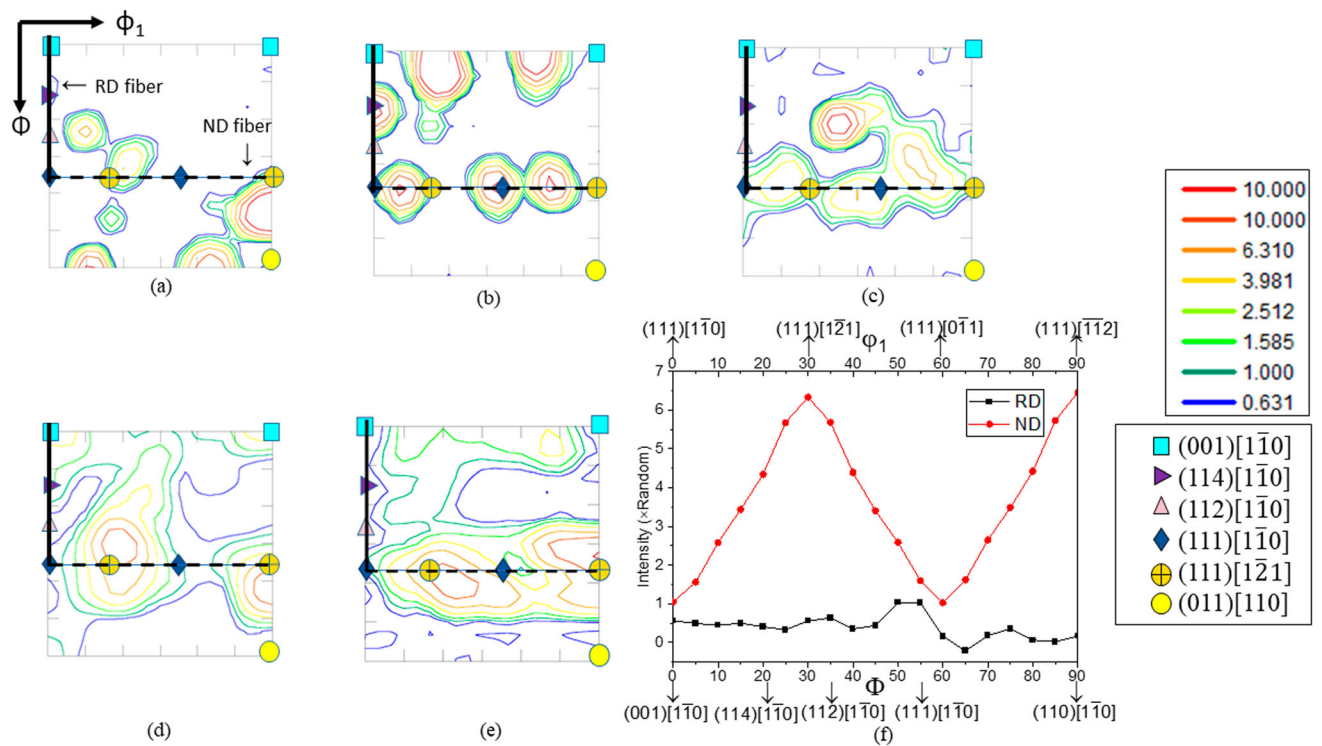 ϕ₁
Φ
RD fiber
ND fiber
(a)
(b)
(c)
10.000
10.000
6.310
3.981
2.512
1.585
1.000
0.631
(001)[11̅0]
(114)[11̅0]
(112)[11̅0]
(111)[11̅0]
(111)[12̅1]
(011)[110]
(d)
(e)
(111)[11̅0] (111)[12̅1] (111)[01̅1] (111)[1̅1̅2]
φ₁
0 10 20 30 40 50 60 70 80 90
Intensity (×Random)
7
6
5
4
3
2
1
0
RD
ND
0 10 20 30 40 50 60 70 80 90
Φ
(001)[11̅0] (114)[11̅0] (112)[11̅0] (111)[11̅0] (110)[11̅0]
(f)